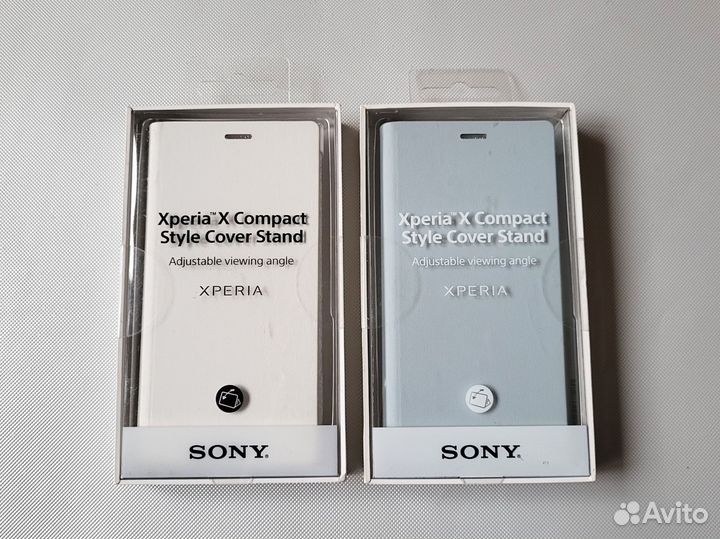 Xperia™ X Compact
Style Cover Stand
Adjustable viewing angle
XPERIA
SONY
Xperia™ X Compact
Style Cover Stand
Adjustable viewing angle
XPERIA
SONY
Avito